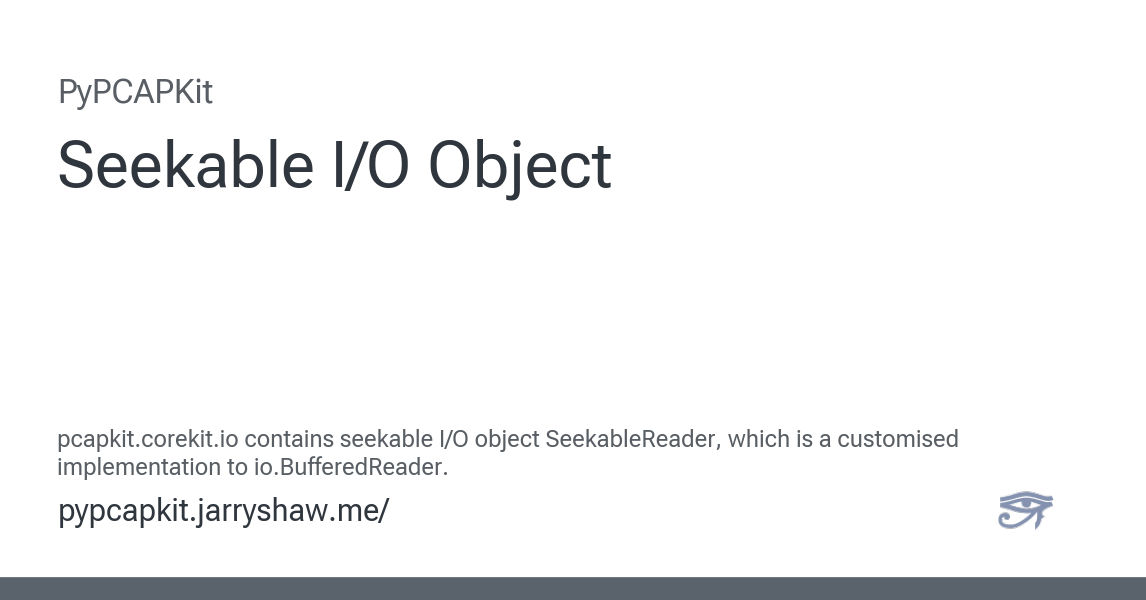 PyPCAPKit
Seekable I/O Object
pcapkit.corekit.io contains seekable I/O object SeekableReader, which is a customised
implementation to io.BufferedReader.
pypcapkit.jarryshaw.me/